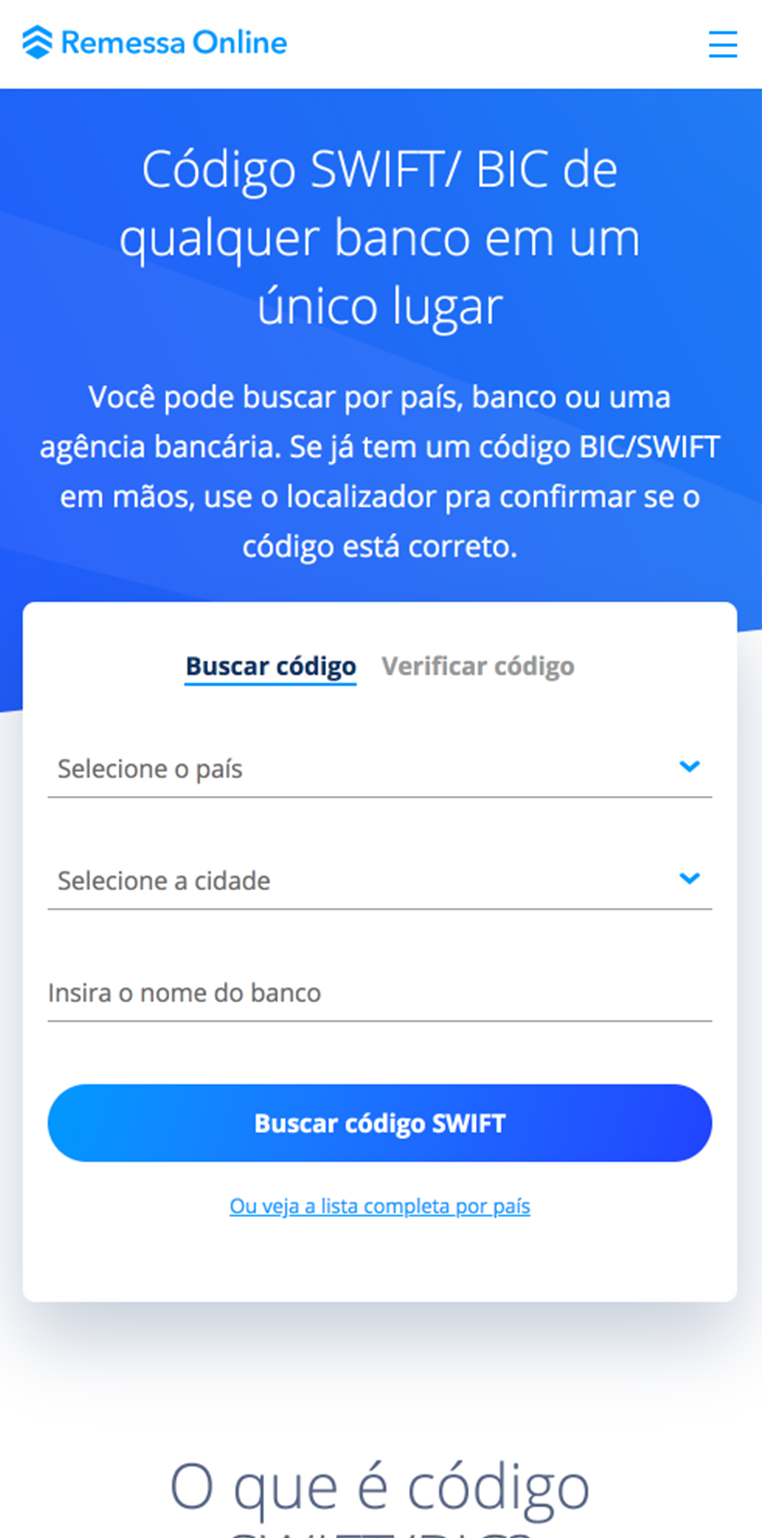 Remessa Online
Código SWIFT/ BIC de
qualquer banco em um
único lugar
Você pode buscar por país, banco ou uma
agência bancária. Se já tem um código BIC/SWIFT
em mãos, use o localizador pra confirmar se o
código está correto.
Buscar código Verificar código
Selecione o país
Selecione a cidade
Insira o nome do banco
Buscar código SWIFT
Ou veja a lista completa por país
O que é código
SWIFT/BIC?